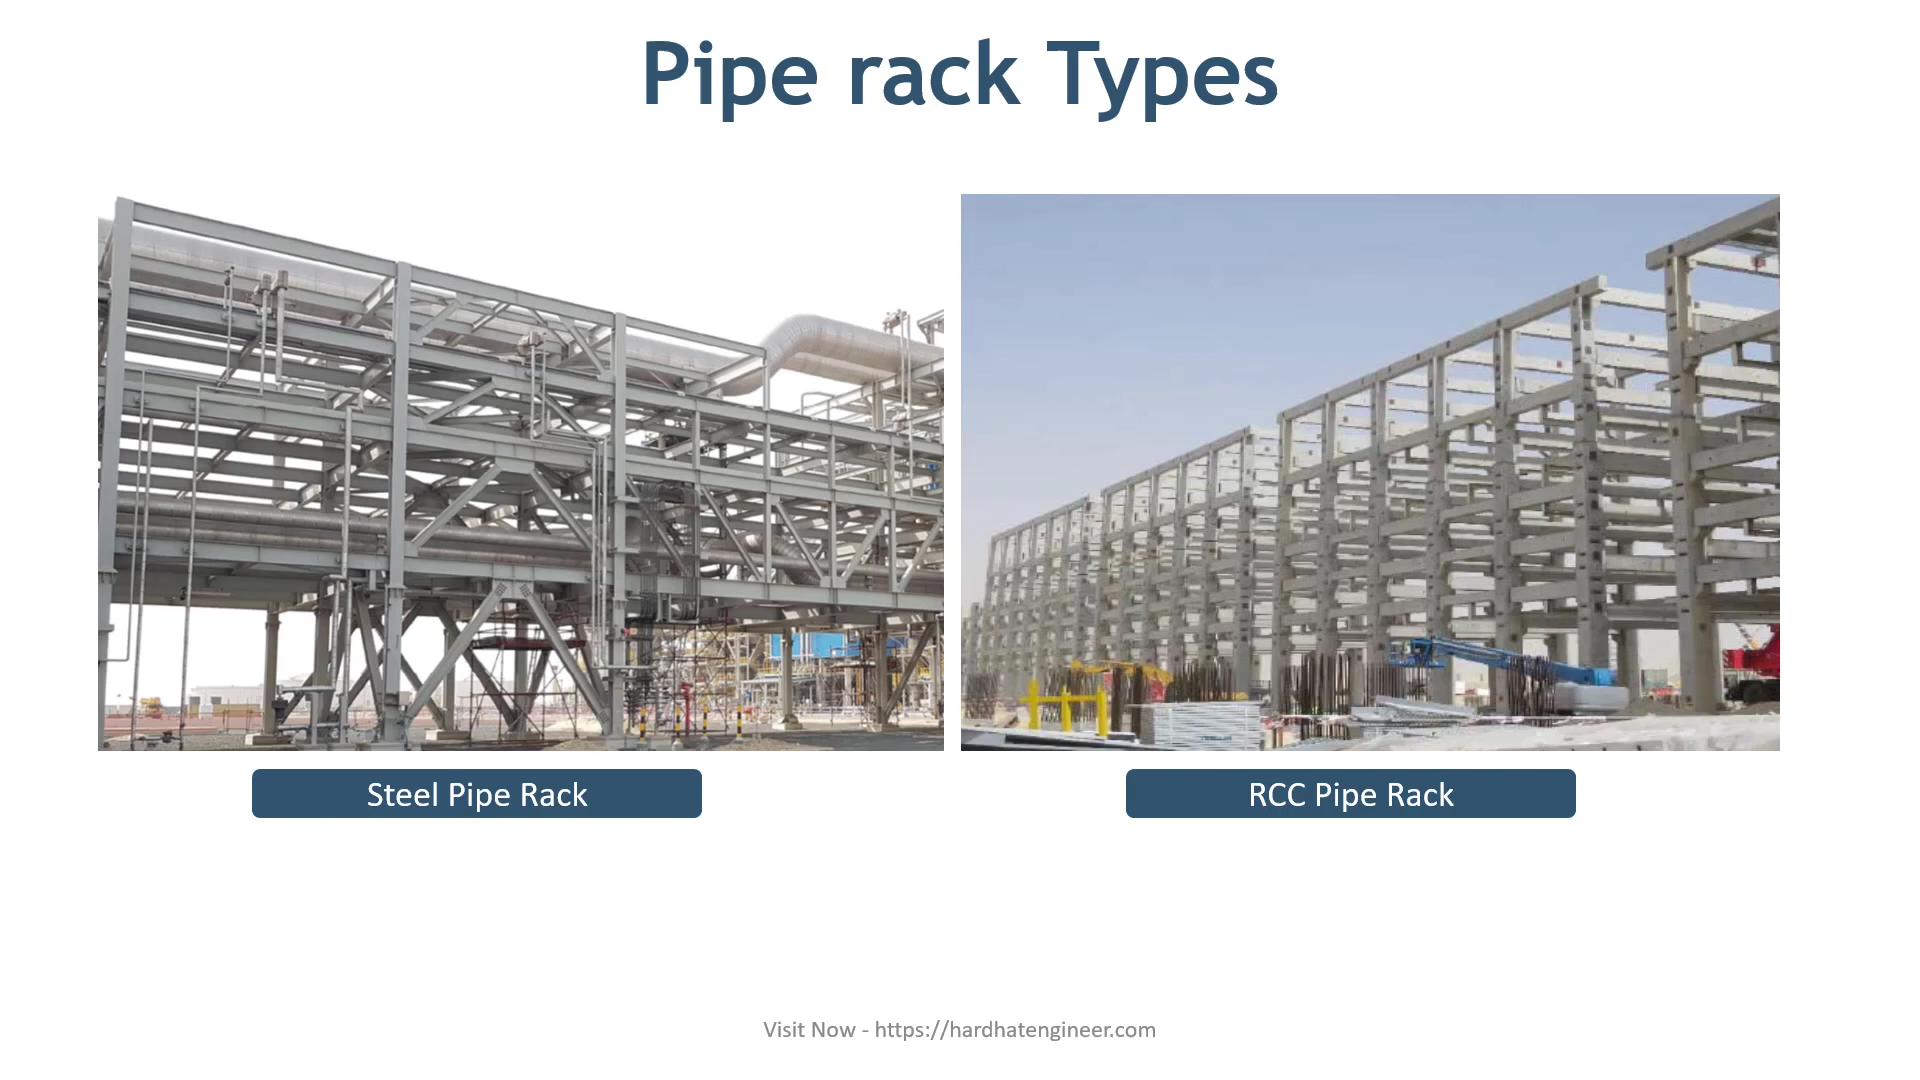 Pipe rack Types
Steel Pipe Rack
RCC Pipe Rack
Visit Now - https://hardhatengineer.com